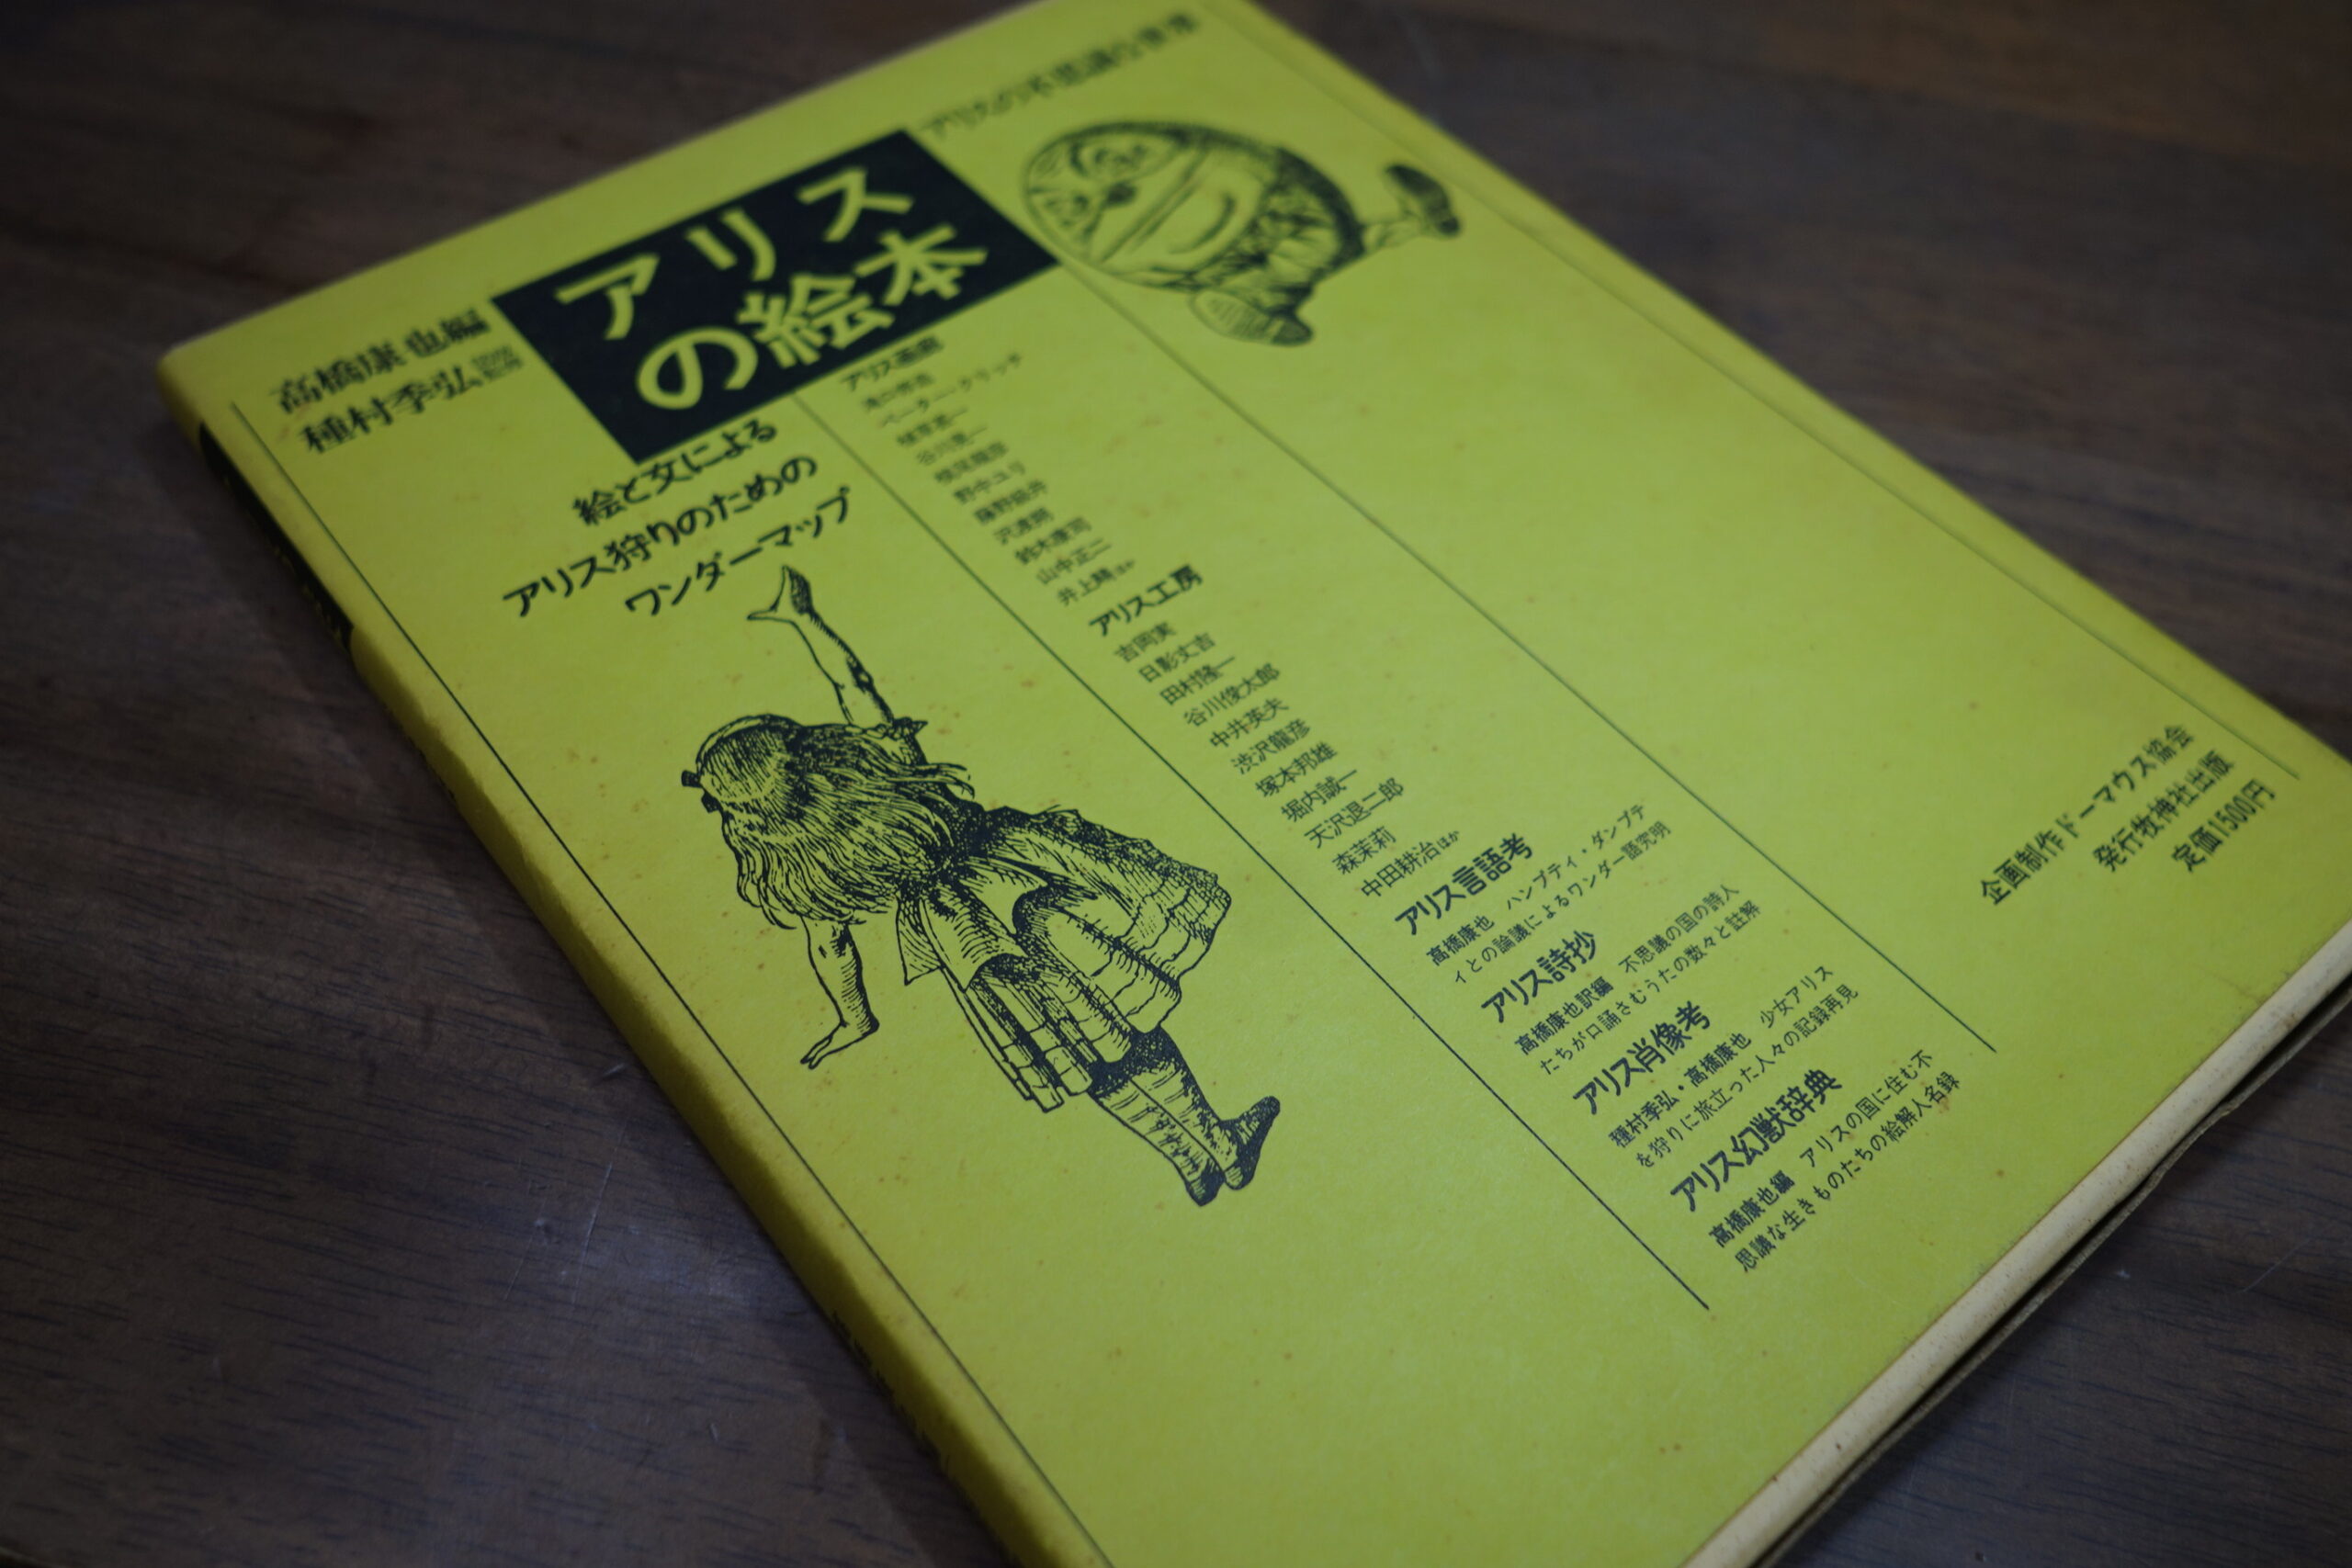 高橋康也編
種村季弘
アリス
の絵本
アリスの不思議な世界
絵と文による
アリス狩りのための
ワンダーマップ
アリス画廊
ペーター・クリッチ
谷川晃一
野中ユリ
沢渡朔
鈴木康司
山中正二
井上
アリス工房
吉岡実
日影丈吉
田村隆一
谷川俊太郎
中井英夫
渋沢龍彦
塚本邦雄
堀内誠一
天沢退二郎
森茉莉
中田耕治ほか
アリス言語考
高橋康也 ハンプティ・ダンプテ
ィとの論議によるワンダー語究明
アリス詩抄
高橋康也訳編 不思議の国の詩人
たちが口誦さむうたの数々と註解
アリス肖像考
種村季弘・高橋康也 少女アリス
を狩りに旅立った人々の記録再見
アリス幻獣辞典
高橋康也編 アリスの国に住む不
思議な生きものたちの絵解人名録
企画制作ドーマウス協会
発行牧神社出版
定価1500円